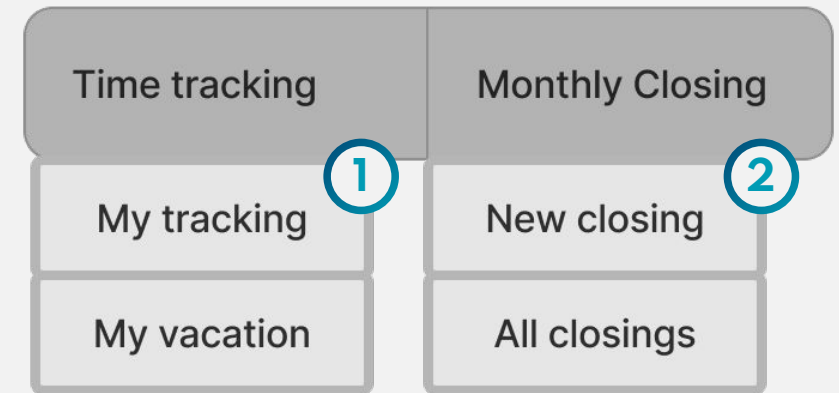 Time tracking
Monthly Closing
1
2
My tracking
New closing
My vacation
All closings